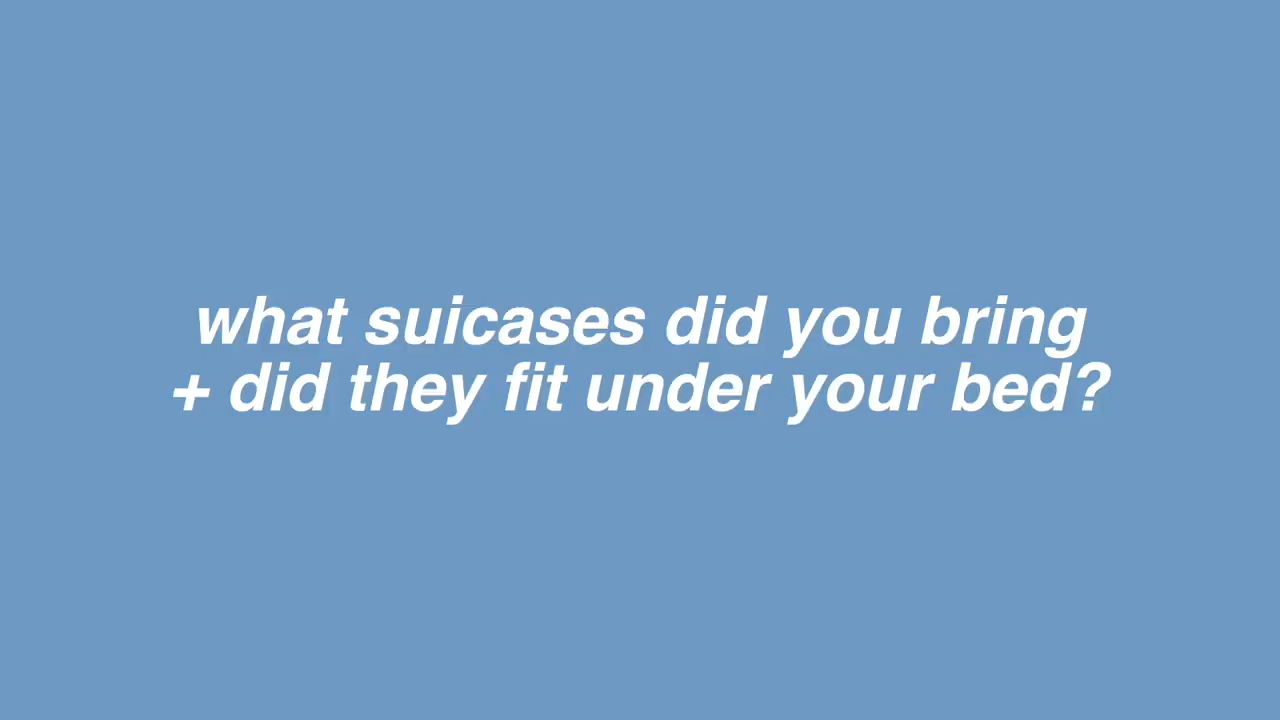 what suicases did you bring
+ did they fit under your bed?